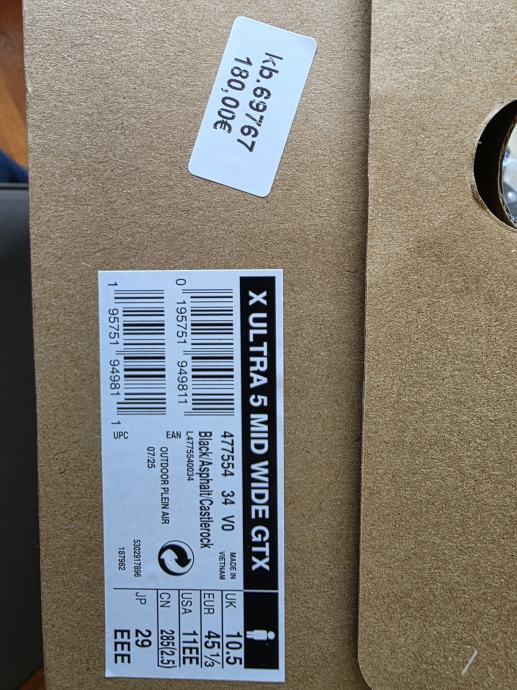 kb.69767
180,00€
X ULTRA 5 MID WIDE GTX
477554 34 V0
MADE IN
VIETNAM
Black/Asphalt/Castlerock
L4775540034
0 195751 949811
EAN
OUTDOOR PLEIN AIR
07/25
1 95751 94981 1
UPC
5302917896
187982
UK 10.5
EUR 45 1/3
USA 11EE
CN 285(2.5)
JP 29
EEE